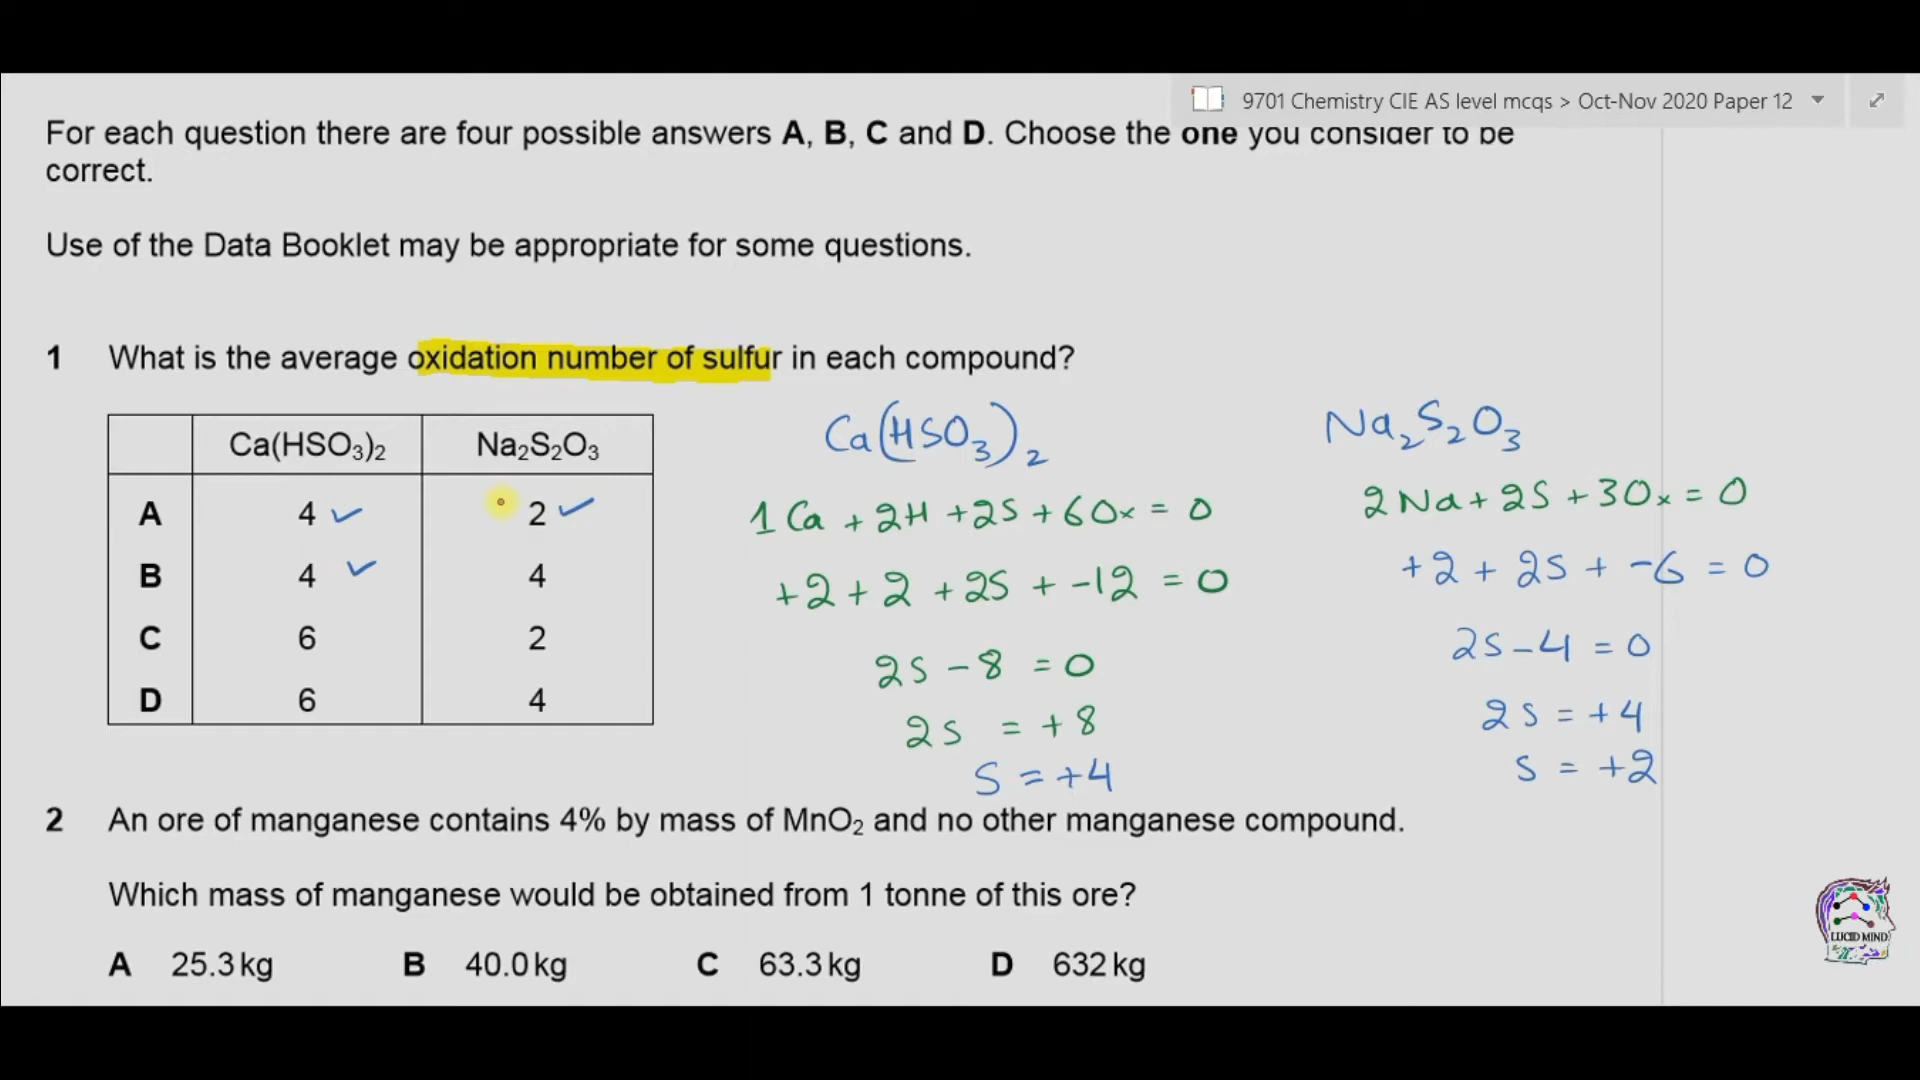 9701 Chemistry CIE AS level mcqs > Oct-Nov 2020 Paper 12
For each question there are four possible answers A, B, C and D. Choose the one you consider to be
correct.
Use of the Data Booklet may be appropriate for some questions.
1 What is the average oxidation number of sulfur in each compound?
Ca(HSO₃)₂ Na₂S₂O₃
A 4 ✓ 2 ✓
B 4 ✓ 4
C 6 2
D 6 4
Ca(HSO₃)₂
1Ca + 2H + 2S + 6Ox = 0
+2 + 2 + 2S + -12 = 0
2S - 8 = 0
2S = +8
S = +4
Na₂S₂O₃
2Na + 2S + 3Ox = 0
+2 + 2S + -6 = 0
2S - 4 = 0
2S = +4
S = +2
2 An ore of manganese contains 4% by mass of MnO₂ and no other manganese compound.
Which mass of manganese would be obtained from 1 tonne of this ore?
A 25.3 kg B 40.0 kg C 63.3 kg D 632 kg
LUCID MIND